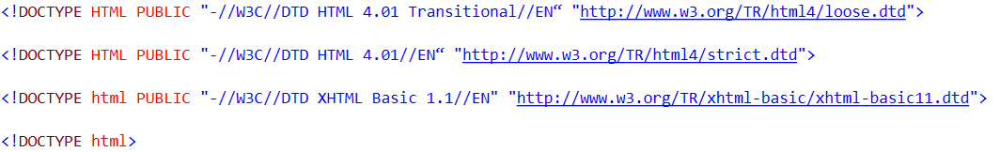 <!DOCTYPE HTML PUBLIC "-//W3C//DTD HTML 4.01 Transitional//EN“ "http://www.w3.org/TR/html4/loose.dtd">
<!DOCTYPE HTML PUBLIC "-//W3C//DTD HTML 4.01//EN“ "http://www.w3.org/TR/html4/strict.dtd">
<!DOCTYPE html PUBLIC "-//W3C//DTD XHTML Basic 1.1//EN" "http://www.w3.org/TR/xhtml-basic/xhtml-basic11.dtd">
<!DOCTYPE html>